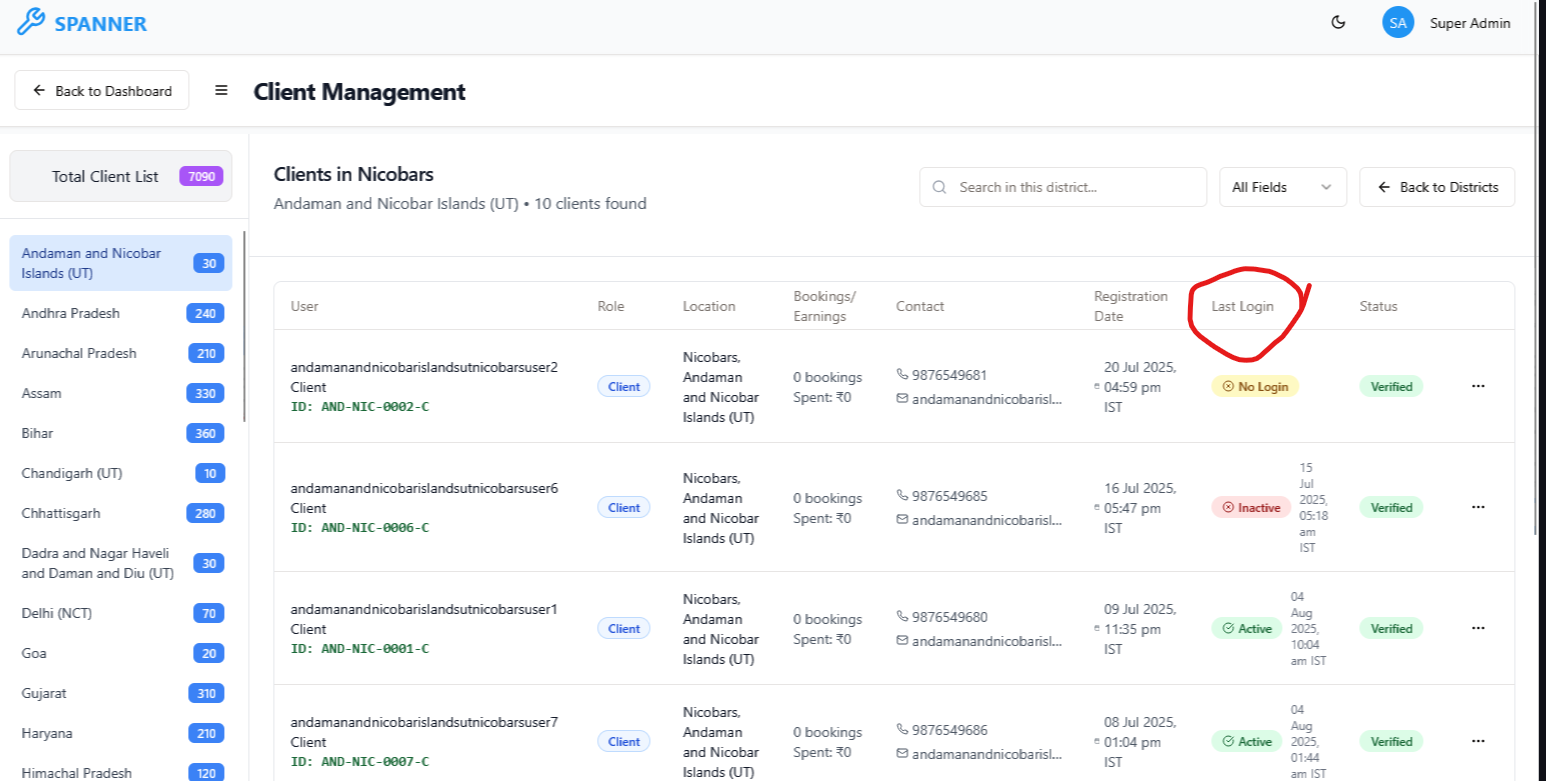 SPANNER
SA
Super Admin
Back to Dashboard
Client Management
Total Client List 7090
Andaman and Nicobar
Islands (UT)
30
Andhra Pradesh 240
Arunachal Pradesh 210
Assam 330
Bihar 360
Chandigarh (UT) 10
Chhattisgarh 280
Dadra and Nagar Haveli
and Daman and Diu (UT)
30
Delhi (NCT) 70
Goa 20
Gujarat 310
Haryana 210
Himachal Pradesh 120
Clients in Nicobars
Andaman and Nicobar Islands (UT) • 10 clients found
Search in this district...
All Fields
Back to Districts
User
Role
Location
Bookings/
Earnings
Contact
Registration
Date
Last Login
Status
andamanandnicobarislandsutnicobarsuser2
Client
ID: AND-NIC-0002-C
Client
Nicobars,
Andaman
and Nicobar
Islands (UT)
0 bookings
Spent: ₹0
9876549681
andamanandnicobarisl...
20 Jul 2025,
04:59 pm
IST
No Login
Verified
...
andamanandnicobarislandsutnicobarsuser6
Client
ID: AND-NIC-0006-C
Client
Nicobars,
Andaman
and Nicobar
Islands (UT)
0 bookings
Spent: ₹0
9876549685
andamanandnicobarisl...
16 Jul 2025,
05:47 pm
IST
Inactive
15
Jul
2025,
05:18
am
IST
Verified
...
andamanandnicobarislandsutnicobarsuser1
Client
ID: AND-NIC-0001-C
Client
Nicobars,
Andaman
and Nicobar
Islands (UT)
0 bookings
Spent: ₹0
9876549680
andamanandnicobarisl...
09 Jul 2025,
11:35 pm
IST
Active
04
Aug
2025,
10:04
am IST
Verified
...
andamanandnicobarislandsutnicobarsuser7
Client
ID: AND-NIC-0007-C
Client
Nicobars,
Andaman
and Nicobar
Islands (UT)
0 bookings
Spent: ₹0
9876549686
andamanandnicobarisl...
08 Jul 2025,
01:04 pm
IST
Active
04
Aug
2025,
01:44
am IST
Verified
...